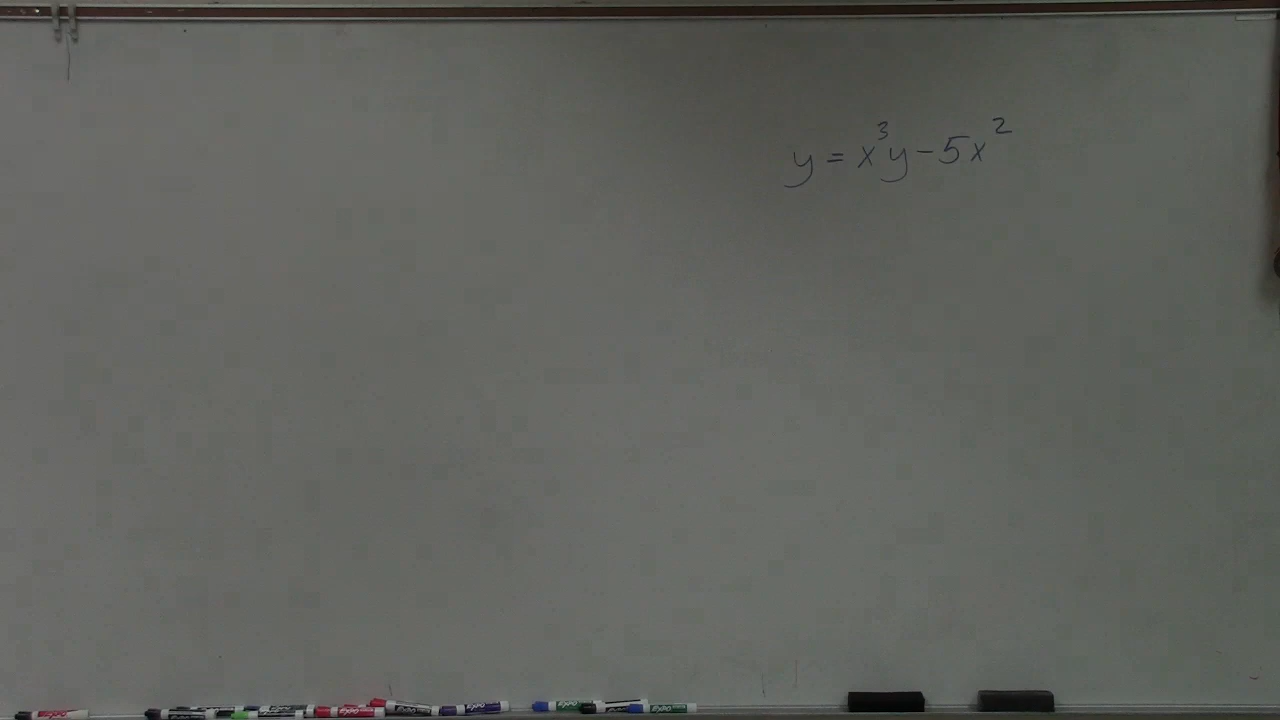 y = x³y - 5x²